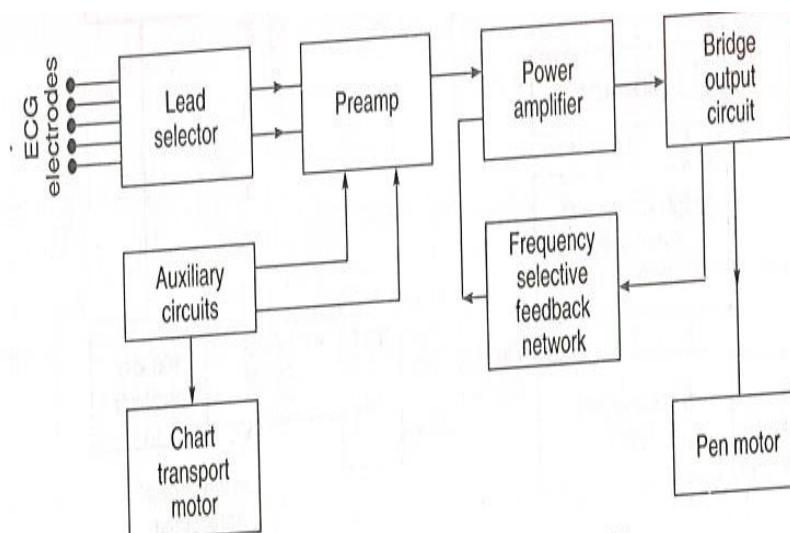 ECG
electrodes
Lead
selector
Preamp
Power
amplifier
Bridge
output
circuit
Auxiliary
circuits
Frequency
selective
feedback
network
Chart
transport
motor
Pen motor